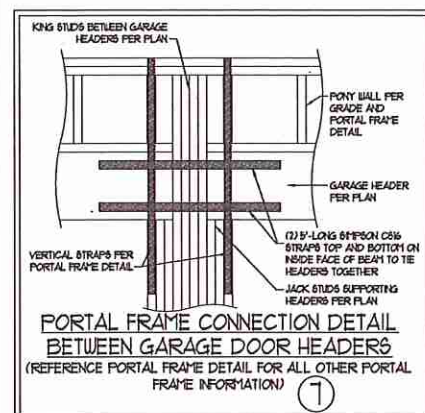 KING STUDS BETWEEN GARAGE
HEADERS PER PLAN
PONY WALL PER
GRADE AND
PORTAL FRAME
DETAIL
GARAGE HEADER
PER PLAN
(2) 5'-LONG SIMPSON CS16
STRAPS TOP AND BOTTOM ON
INSIDE FACE OF BEAM TO TIE
HEADERS TOGETHER
VERTICAL STRAPS PER
PORTAL FRAME DETAIL
JACK STUDS SUPPORTING
HEADERS PER PLAN
PORTAL FRAME CONNECTION DETAIL
BETWEEN GARAGE DOOR HEADERS
(REFERENCE PORTAL FRAME DETAIL FOR ALL OTHER PORTAL
FRAME INFORMATION)
7